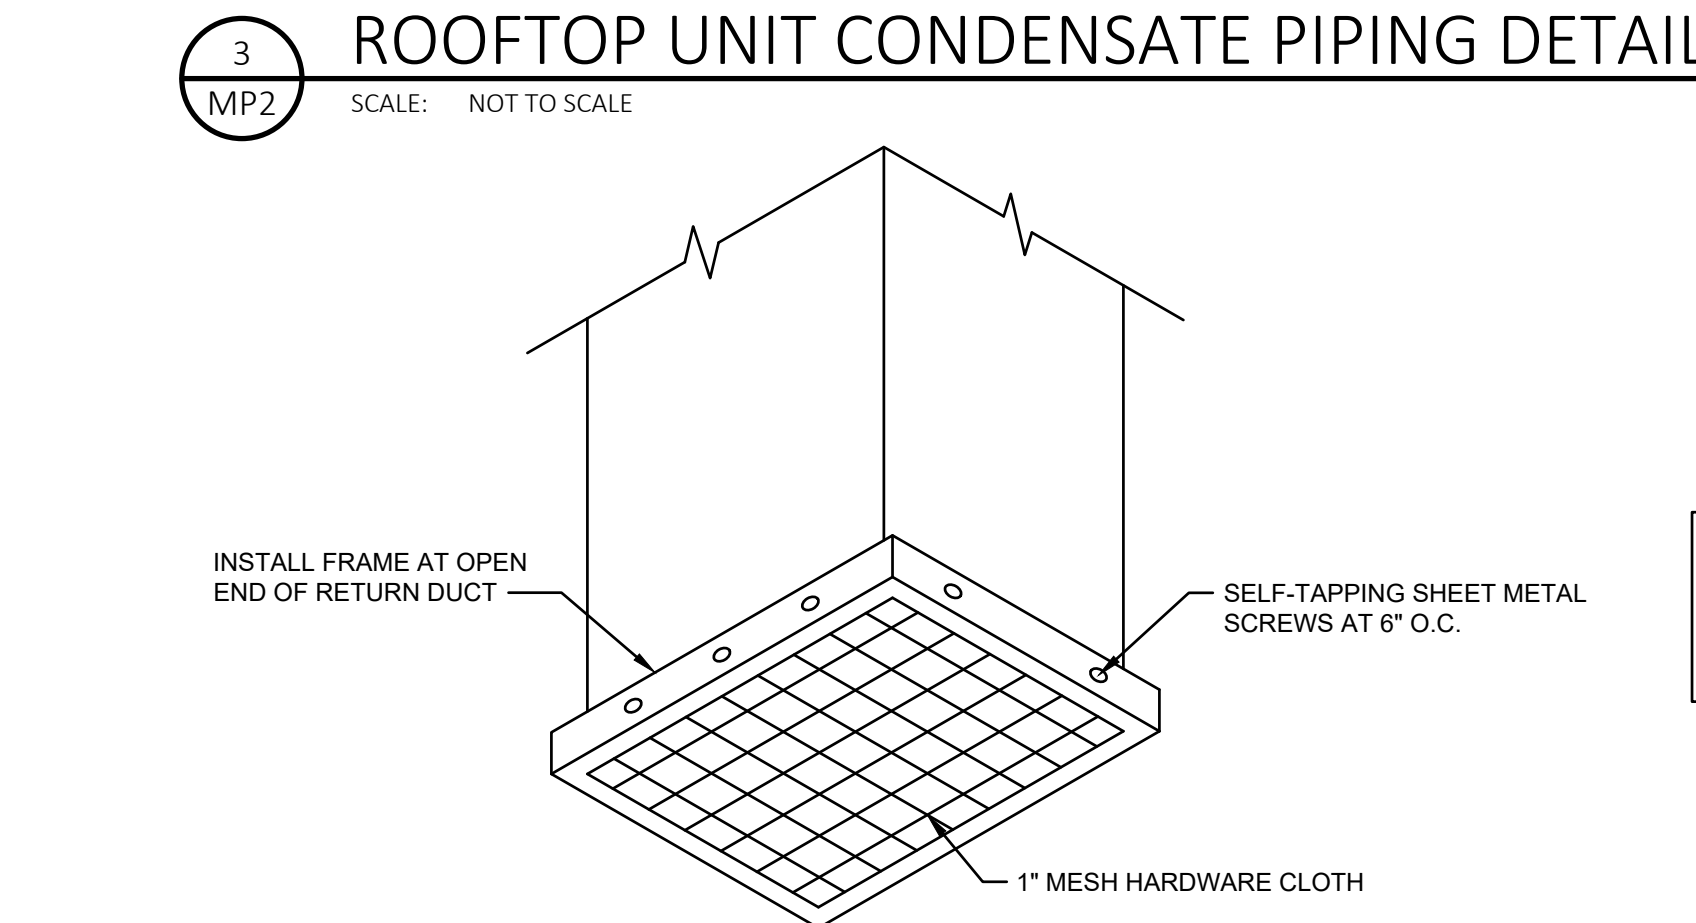 3
MP2
ROOFTOP UNIT CONDENSATE PIPING DETAIL
SCALE: NOT TO SCALE
INSTALL FRAME AT OPEN
END OF RETURN DUCT
SELF-TAPPING SHEET METAL
SCREWS AT 6" O.C.
1" MESH HARDWARE CLOTH